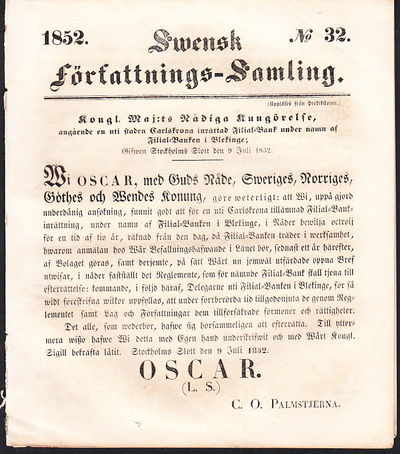 1852.
Swensk
№ 32.
Författnings-Samling.
(Uppläses från Predikstolen.)
Kongl. Maj:ts Nådiga Kungörelse,
angående en uti staden Carlskrona inrättad Filial-Bank under namn af
Filial-Banken i Blekinge;
Gifwen Stockholms Slott den 9 Juli 1852.
Wi OSCAR, med Guds Nåde, Sweriges, Norriges,
Göthes och Wendes Konung, göre weterligt: att Wi, uppå gjord
underdånig ansökning, funnit godt att för en uti Carlskrona tillämnad Filial-Bank-
inrättning, under namn af Filial-Banken i Blekinge, i Nåder bewilja octroij
för en tid af tio år, räknad från den dag, då Filial-Banken träder i werksamhet,
hwarom anmälan hos Wår Befallningshafwande i Länet bör, sednast ett år härefter,
af Bolaget göras, samt derjemte, på sätt Wårt nu jemwäl utfärdade öppna Bref
utwisar, i nåder fastställt det Reglemente, som för nämnde Filial-Bank skall tjena till
efterrättelse: kommande, i följd häraf, Delegarne uti Filial-Banken i Blekinge, för så
widt föreskrifna wilkor uppfyllas, att under förberörda tid tillgodonjuta de genom Reg-
lementet samt Lag och Författningar dem tillförsäkrade förmoner och rättigheter.
Det alle, som wederbör, hafwe sig hörsammeligen att efterrätta. Till ytter-
mera wisso hafwe Wi detta med Egen hand underskrifwit och med Wårt Kongl.
Sigill bekräfta låtit. Stockholms Slott den 9 Juli 1852.
OSCAR.
(L. S.)
C. O. PALMSTJERNA.